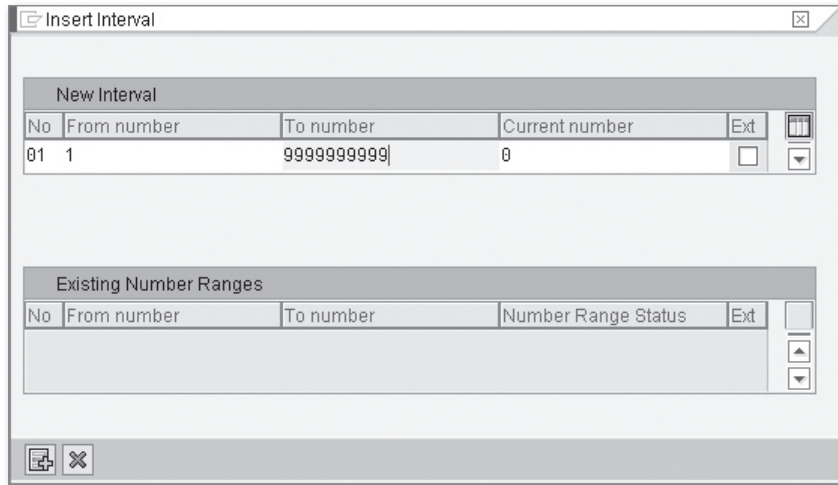 Insert Interval
New Interval
No From number To number Current number Ext
01 1 9999999999 0
Existing Number Ranges
No From number To number Number Range Status Ext